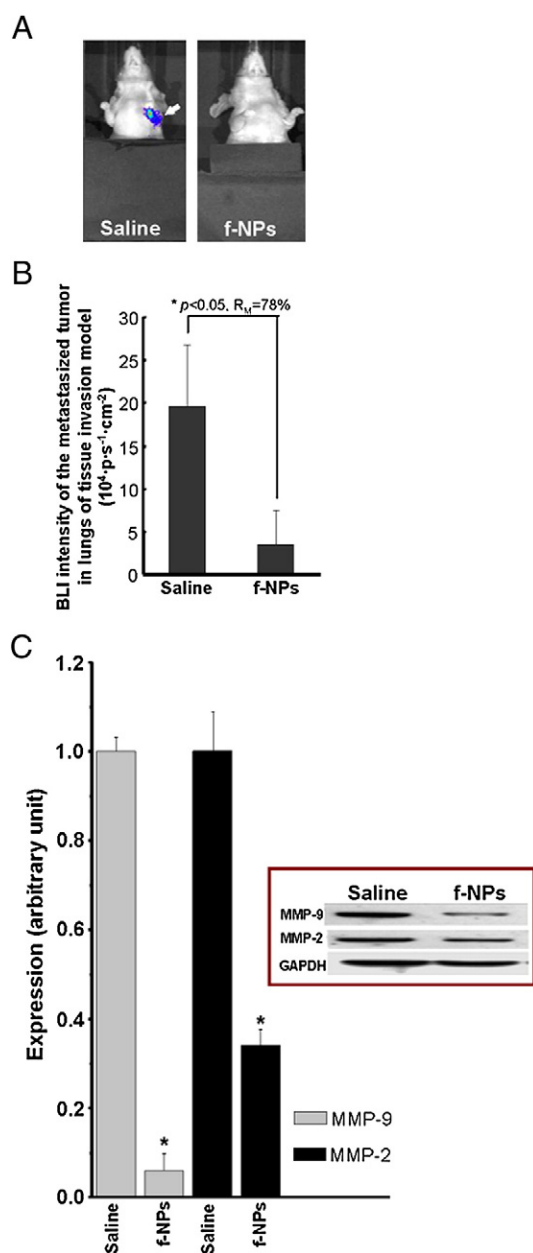 A
Saline
f-NPs
B
* p<0.05, R_M=78%
BLI intensity of the metastasized tumor
in lungs of tissue invasion model
(10⁴·p·s⁻¹·cm⁻²)
30
25
20
15
10
5
0
Saline
f-NPs
C
Expression (arbitrary unit)
1.2
1.0
0.8
0.6
0.4
0.2
0.0
*
*
Saline
f-NPs
Saline
f-NPs
Saline f-NPs
MMP-9
MMP-2
GAPDH
MMP-9
MMP-2